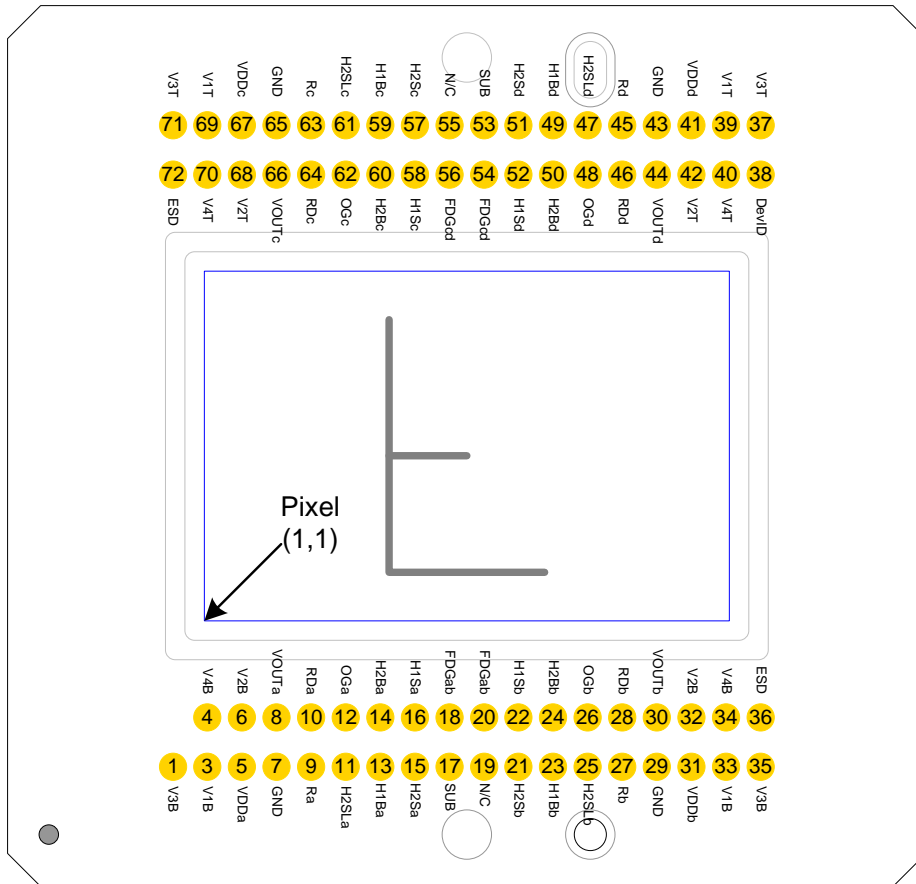 V3T V1T VDDc GND Rc H2SLc H1Bc H2Sc N/C SUB H2Sd H1Bd H2SLd Rd GND VDDd V1T V3T
71 69 67 65 63 61 59 57 55 53 51 49 47 45 43 41 39 37
72 70 68 66 64 62 60 58 56 54 52 50 48 46 44 42 40 38
ESD V4T V2T VOUTc RDc OGc H2Bc H1Sc FDGcd FDGcd H1Sd H2Bd OGd RDd VOUTd V2T V4T DevID
Pixel
(1,1)
V4B V2B VOUTa RDa OGa H2Ba H1Sa FDGab FDGab H1Sb H2Bb OGb RDb VOUTb V2B V4B ESD
4 6 8 10 12 14 16 18 20 22 24 26 28 30 32 34 36
1 3 5 7 9 11 13 15 17 19 21 23 25 27 29 31 33 35
V3B V1B VDDa GND Ra H2SLa H1Ba H2Sa SUB N/C H2Sb H1Bb H2SLb Rb GND VDDb V1B V3B